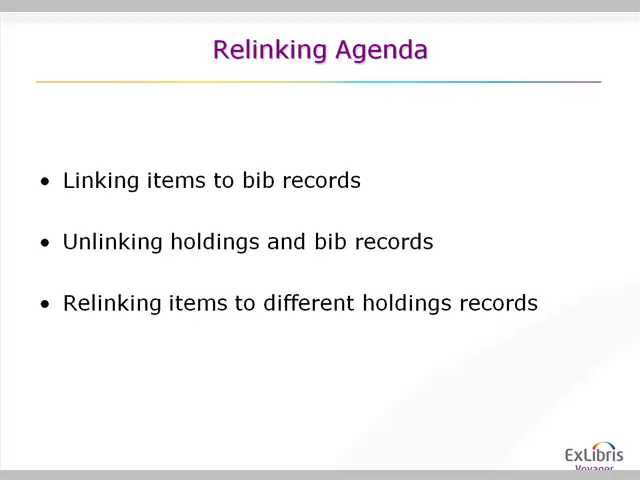 Relinking Agenda
• Linking items to bib records
• Unlinking holdings and bib records
• Relinking items to different holdings records
ExLibris
Voyager